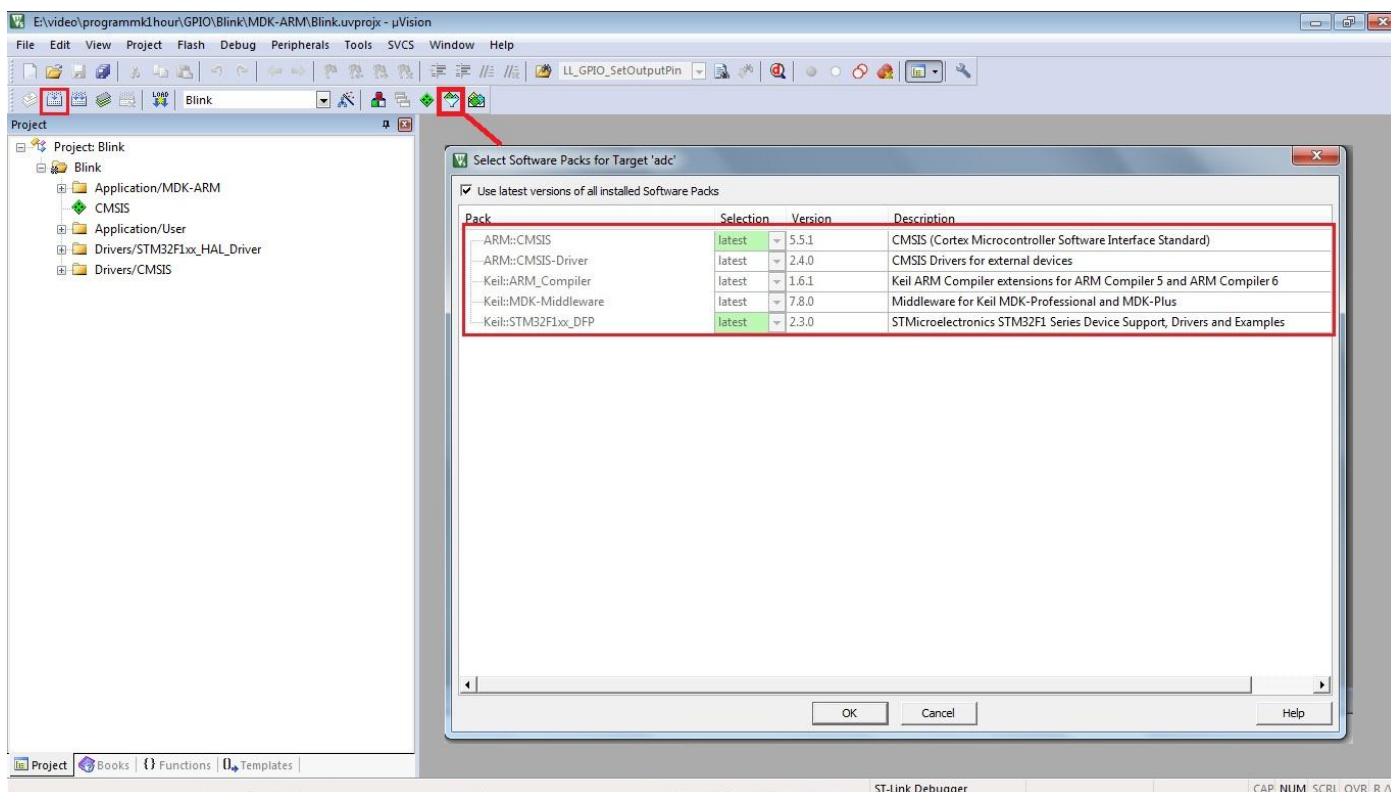 E:\video\programmk1hour\GPIO\Blink\MDK-ARM\Blink.uvprojx - µVision
File Edit View Project Flash Debug Peripherals Tools SVCS Window Help
LL_GPIO_SetOutputPin
LOAD Blink
Project
Project: Blink
Blink
Application/MDK-ARM
CMSIS
Application/User
Drivers/STM32F1xx_HAL_Driver
Drivers/CMSIS
Select Software Packs for Target 'adc'
Use latest versions of all installed Software Packs
Pack Selection Version Description
ARM::CMSIS latest 5.5.1 CMSIS (Cortex Microcontroller Software Interface Standard)
ARM::CMSIS-Driver latest 2.4.0 CMSIS Drivers for external devices
Keil::ARM_Compiler latest 1.6.1 Keil ARM Compiler extensions for ARM Compiler 5 and ARM Compiler 6
Keil::MDK-Middleware latest 7.8.0 Middleware for Keil MDK-Professional and MDK-Plus
Keil::STM32F1xx_DFP latest 2.3.0 STMicroelectronics STM32F1 Series Device Support, Drivers and Examples
OK Cancel Help
Project Books {} Functions Templates
ST-Link Debugger CAP NUM SCRL OVR